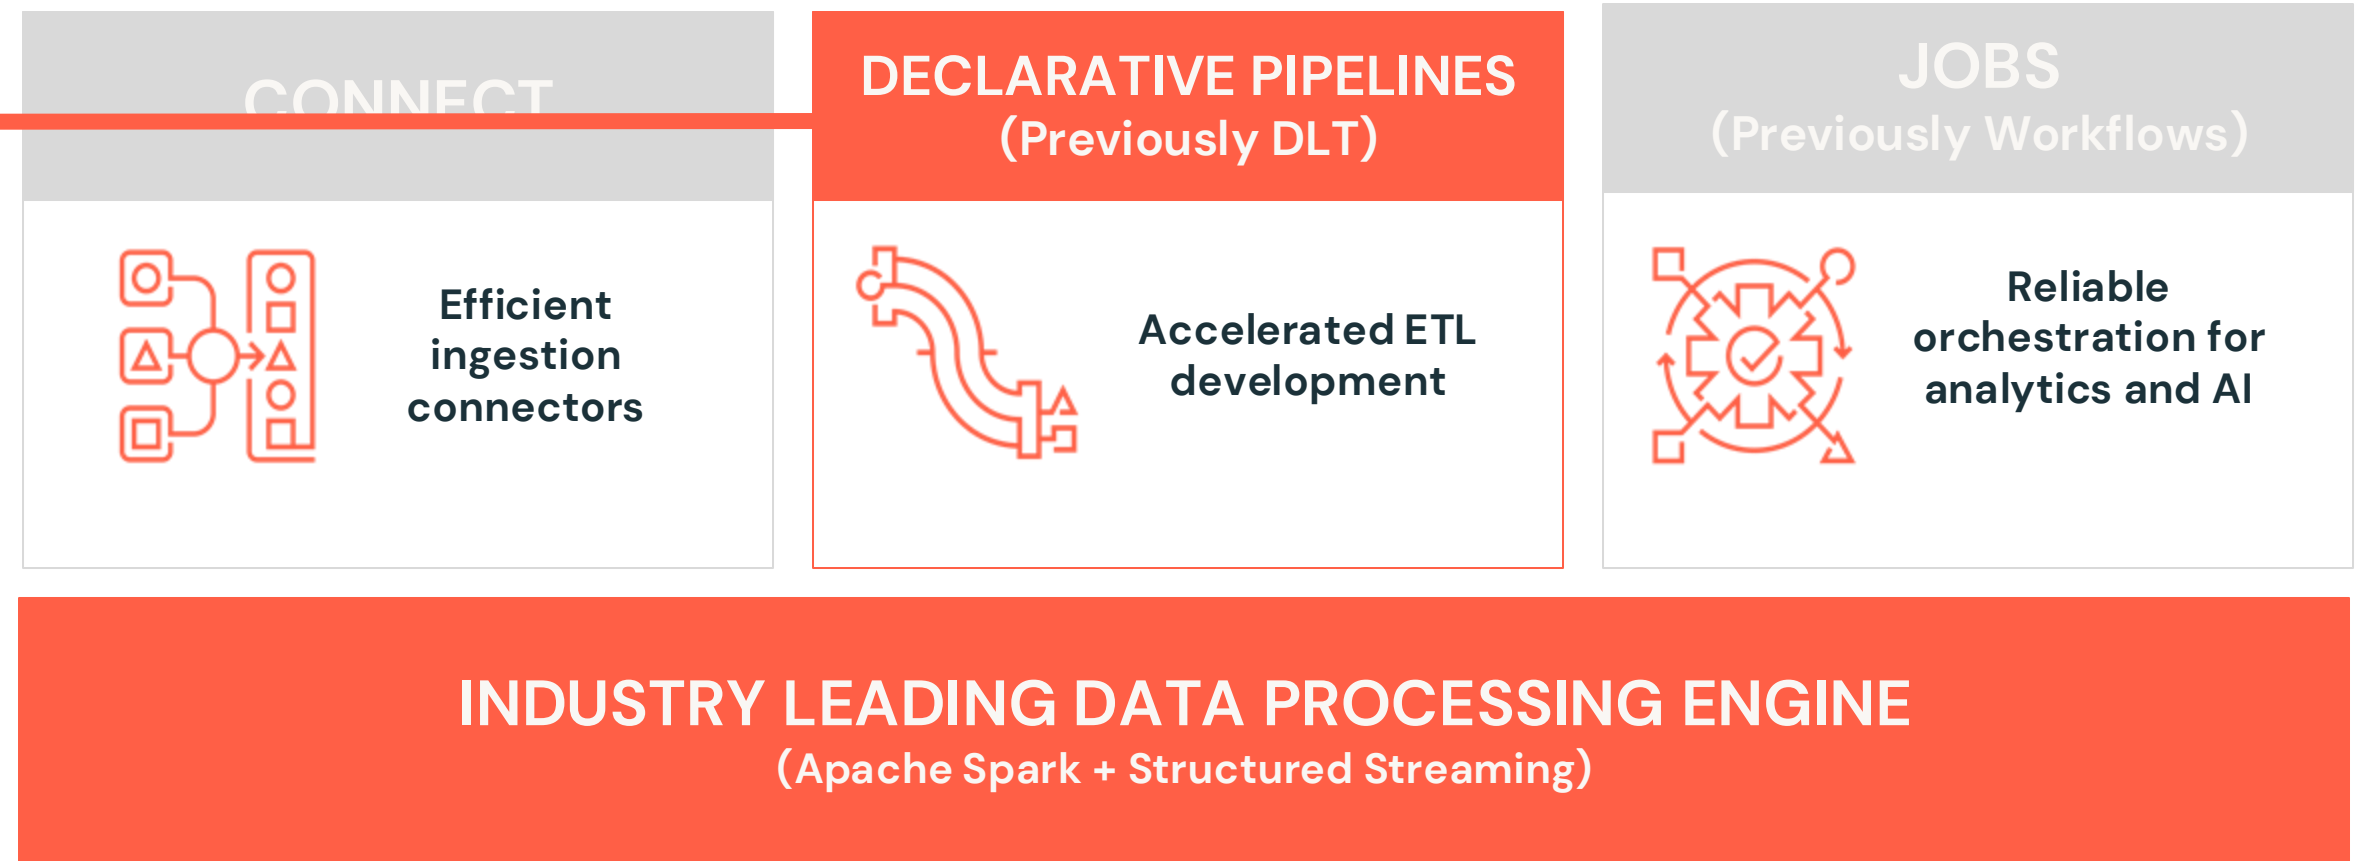 CONNECT
Efficient
ingestion
connectors
DECLARATIVE PIPELINES
(Previously DLT)
Accelerated ETL
development
JOBS
(Previously Workflows)
Reliable
orchestration for
analytics and AI
INDUSTRY LEADING DATA PROCESSING ENGINE
(Apache Spark + Structured Streaming)